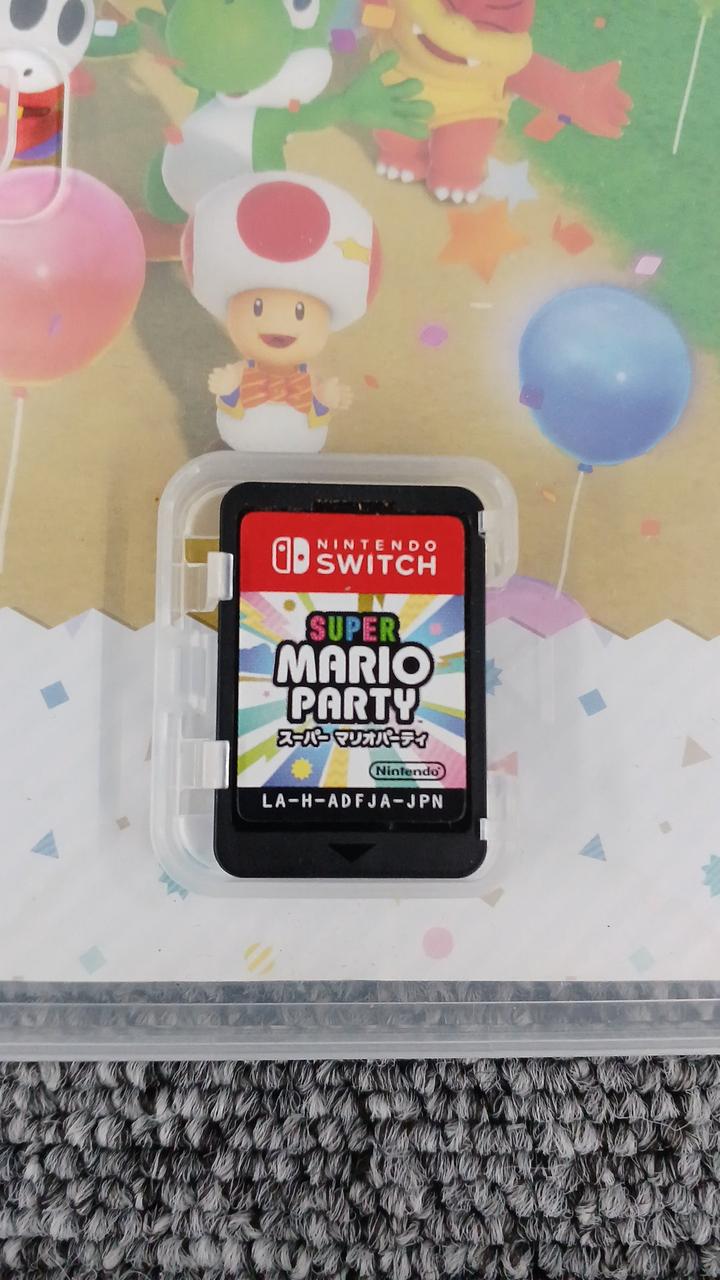 NINTENDO
SWITCH
SUPER
MARIO
PARTY™
スーパー マリオパーティ
Nintendo
LA-H-ADFJA-JPN